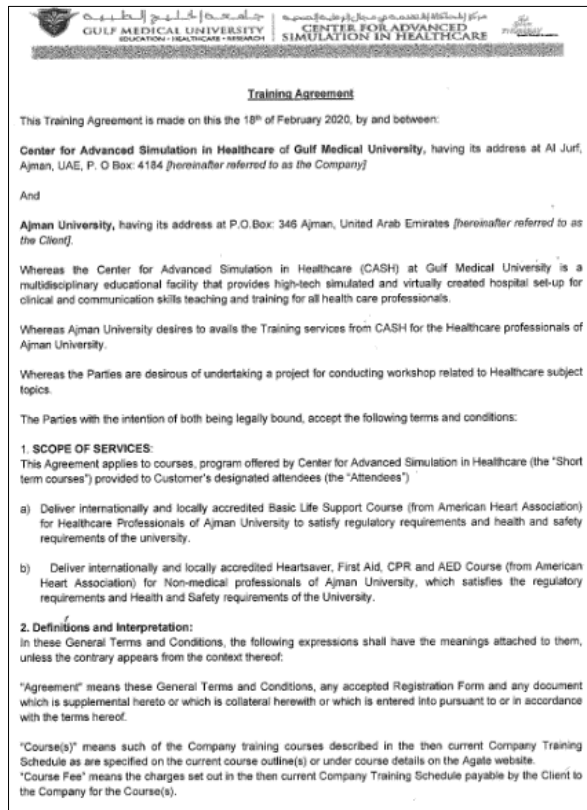 جامعة الخليج الطبية
GULF MEDICAL UNIVERSITY
EDUCATION - HEALTHCARE - RESEARCH
CENTER FOR ADVANCED
SIMULATION IN HEALTHCARE
Training Agreement
This Training Agreement is made on this the 18th of February 2020, by and between:
Center for Advanced Simulation in Healthcare of Gulf Medical University, having its address at Al Jurf,
Ajman, UAE, P. O Box: 4184 [hereinafter referred to as the Company]
And
Ajman University, having its address at P.O.Box: 346 Ajman, United Arab Emirates [hereinafter referred to as
the Client].
Whereas the Center for Advanced Simulation in Healthcare (CASH) at Gulf Medical University is a
multidisciplinary educational facility that provides high-tech simulated and virtually created hospital set-up for
clinical and communication skills teaching and training for all health care professionals.
Whereas Ajman University desires to avails the Training services from CASH for the Healthcare professionals of
Ajman University.
Whereas the Parties are desirous of undertaking a project for conducting workshop related to Healthcare subject
topics.
The Parties with the intention of both being legally bound, accept the following terms and conditions:
1. SCOPE OF SERVICES:
This Agreement applies to courses, program offered by Center for Advanced Simulation in Healthcare (the "Short
term courses") provided to Customer's designated attendees (the "Attendees")
a) Deliver internationally and locally accredited Basic Life Support Course (from American Heart Association)
for Healthcare Professionals of Ajman University to satisfy regulatory requirements and health and safety
requirements of the university.
b) Deliver internationally and locally accredited Heartsaver, First Aid, CPR and AED Course (from American
Heart Association) for Non-medical professionals of Ajman University, which satisfies the regulatory
requirements and Health and Safety requirements of the University.
2. Definitions and Interpretation:
In these General Terms and Conditions, the following expressions shall have the meanings attached to them,
unless the contrary appears from the context thereof:
"Agreement" means these General Terms and Conditions, any accepted Registration Form and any document
which is supplemental hereto or which is collateral herewith or which is entered into pursuant to or in accordance
with the terms hereof.
"Course(s)" means such of the Company training courses described in the then current Company Training
Schedule as are specified on the current course outline(s) or under course details on the Agate website.
"Course Fee" means the charges set out in the then current Company Training Schedule payable by the Client to
the Company for the Course(s).